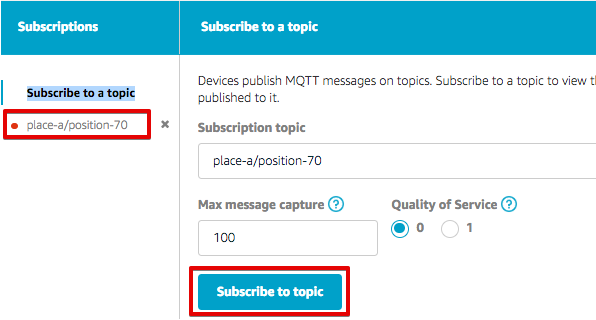 Subscriptions
Subscribe to a topic
Subscribe to a topic
place-a/position-70
Devices publish MQTT messages on topics. Subscribe to a topic to view
published to it.
Subscription topic
place-a/position-70
Max message capture ?
Quality of Service ?
100
0
1
Subscribe to topic